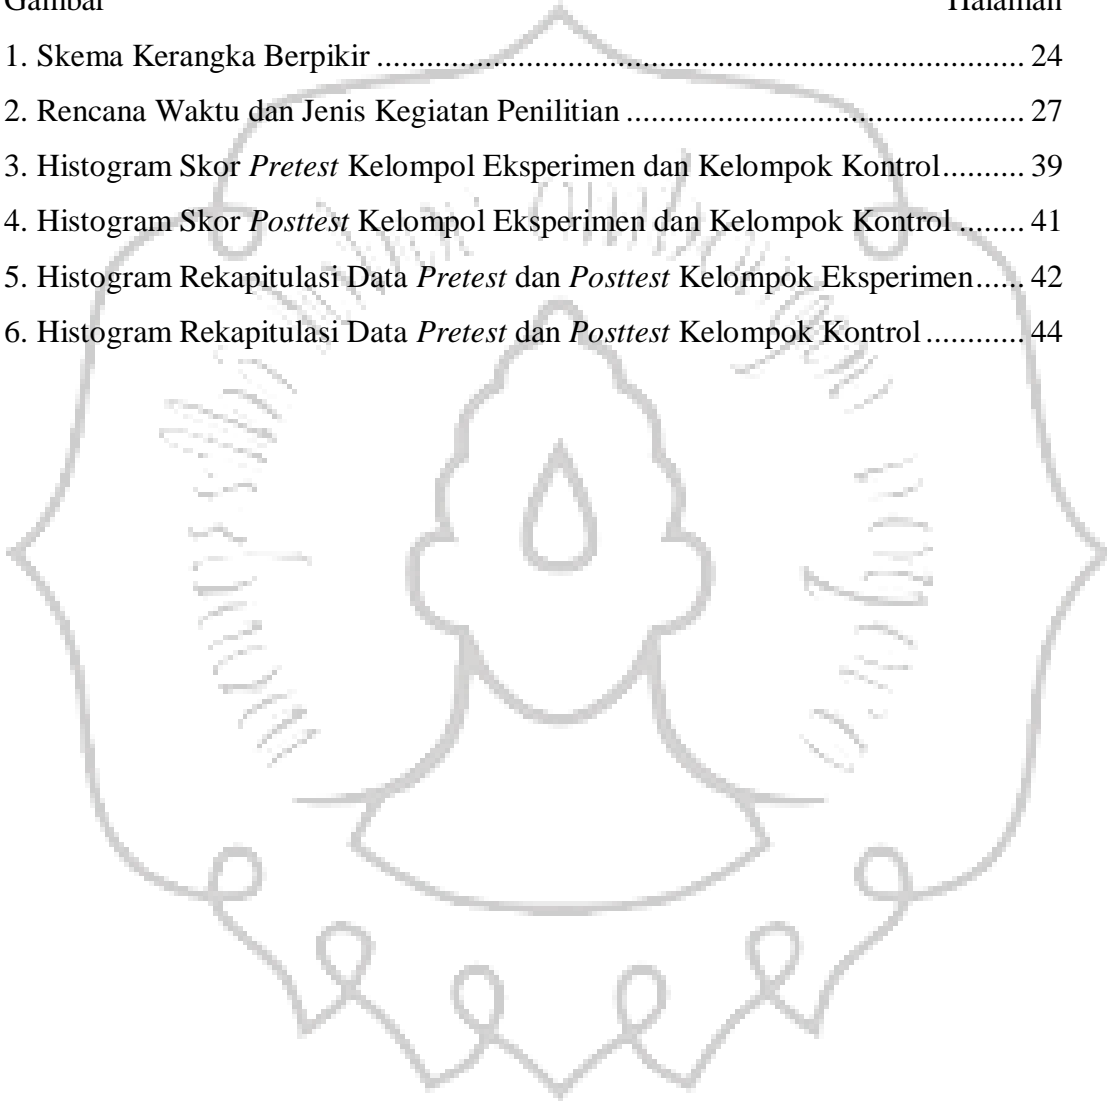 Gambar Halaman
1. Skema Kerangka Berpikir ................................................................................ 24
2. Rencana Waktu dan Jenis Kegiatan Penilitian ................................................. 27
3. Histogram Skor Pretest Kelompol Eksperimen dan Kelompok Kontrol.......... 39
4. Histogram Skor Posttest Kelompol Eksperimen dan Kelompok Kontrol ........ 41
5. Histogram Rekapitulasi Data Pretest dan Posttest Kelompok Eksperimen...... 42
6. Histogram Rekapitulasi Data Pretest dan Posttest Kelompok Kontrol ............ 44